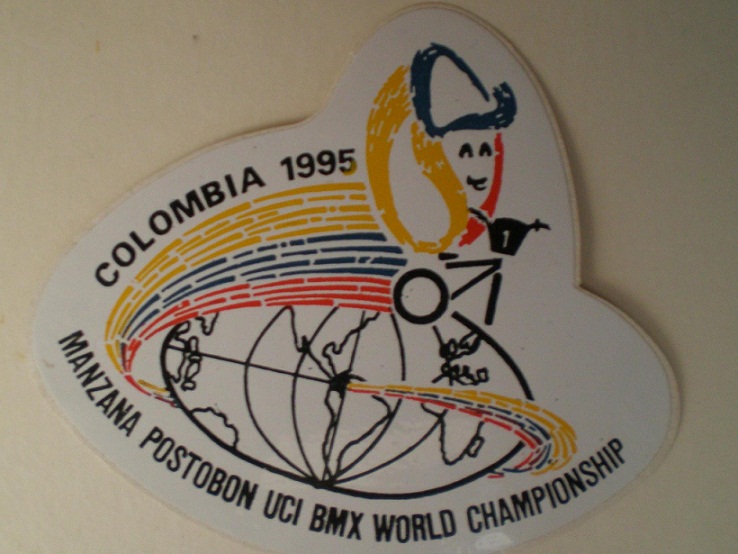 COLOMBIA 1995
1
MANZANA POSTOBON UCI BMX WORLD CHAMPIONSHIP